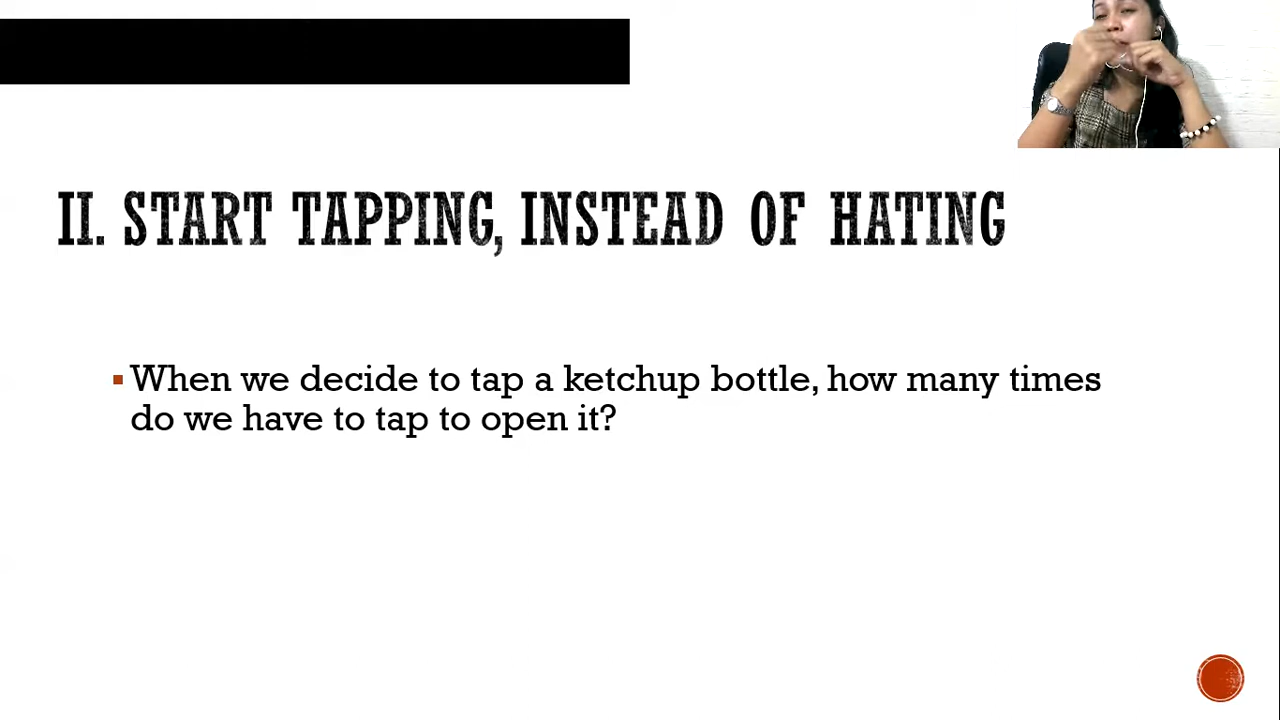 II. START TAPPING, INSTEAD OF HATING
When we decide to tap a ketchup bottle, how many times
do we have to tap to open it?